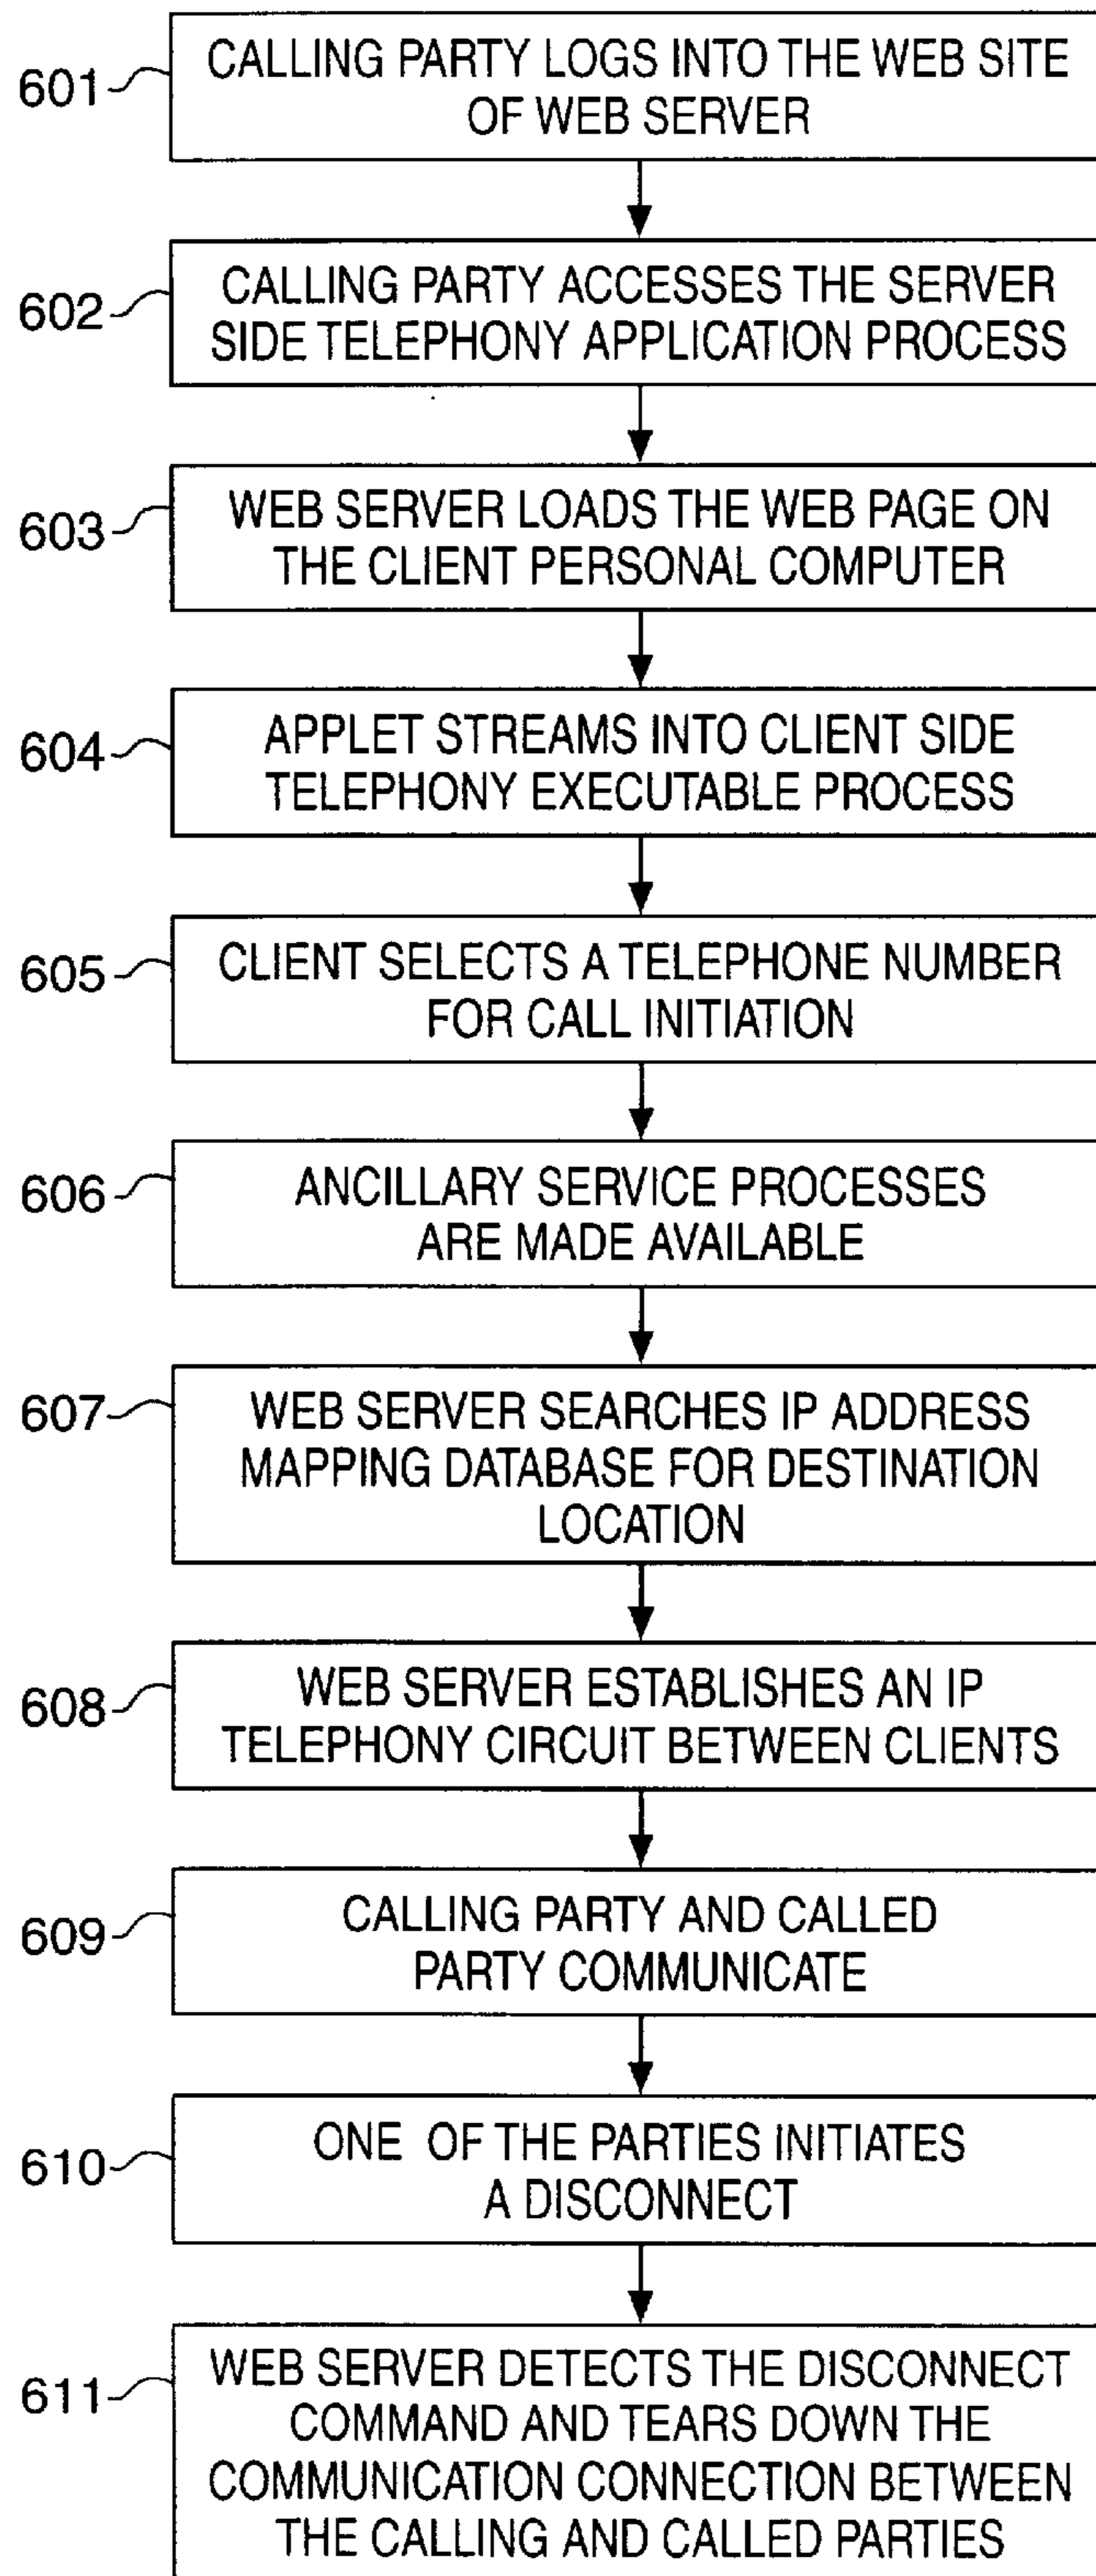 601
CALLING PARTY LOGS INTO THE WEB SITE
OF WEB SERVER
602
CALLING PARTY ACCESSES THE SERVER
SIDE TELEPHONY APPLICATION PROCESS
603
WEB SERVER LOADS THE WEB PAGE ON
THE CLIENT PERSONAL COMPUTER
604
APPLET STREAMS INTO CLIENT SIDE
TELEPHONY EXECUTABLE PROCESS
605
CLIENT SELECTS A TELEPHONE NUMBER
FOR CALL INITIATION
606
ANCILLARY SERVICE PROCESSES
ARE MADE AVAILABLE
607
WEB SERVER SEARCHES IP ADDRESS
MAPPING DATABASE FOR DESTINATION
LOCATION
608
WEB SERVER ESTABLISHES AN IP
TELEPHONY CIRCUIT BETWEEN CLIENTS
609
CALLING PARTY AND CALLED
PARTY COMMUNICATE
610
ONE OF THE PARTIES INITIATES
A DISCONNECT
611
WEB SERVER DETECTS THE DISCONNECT
COMMAND AND TEARS DOWN THE
COMMUNICATION CONNECTION BETWEEN
THE CALLING AND CALLED PARTIES